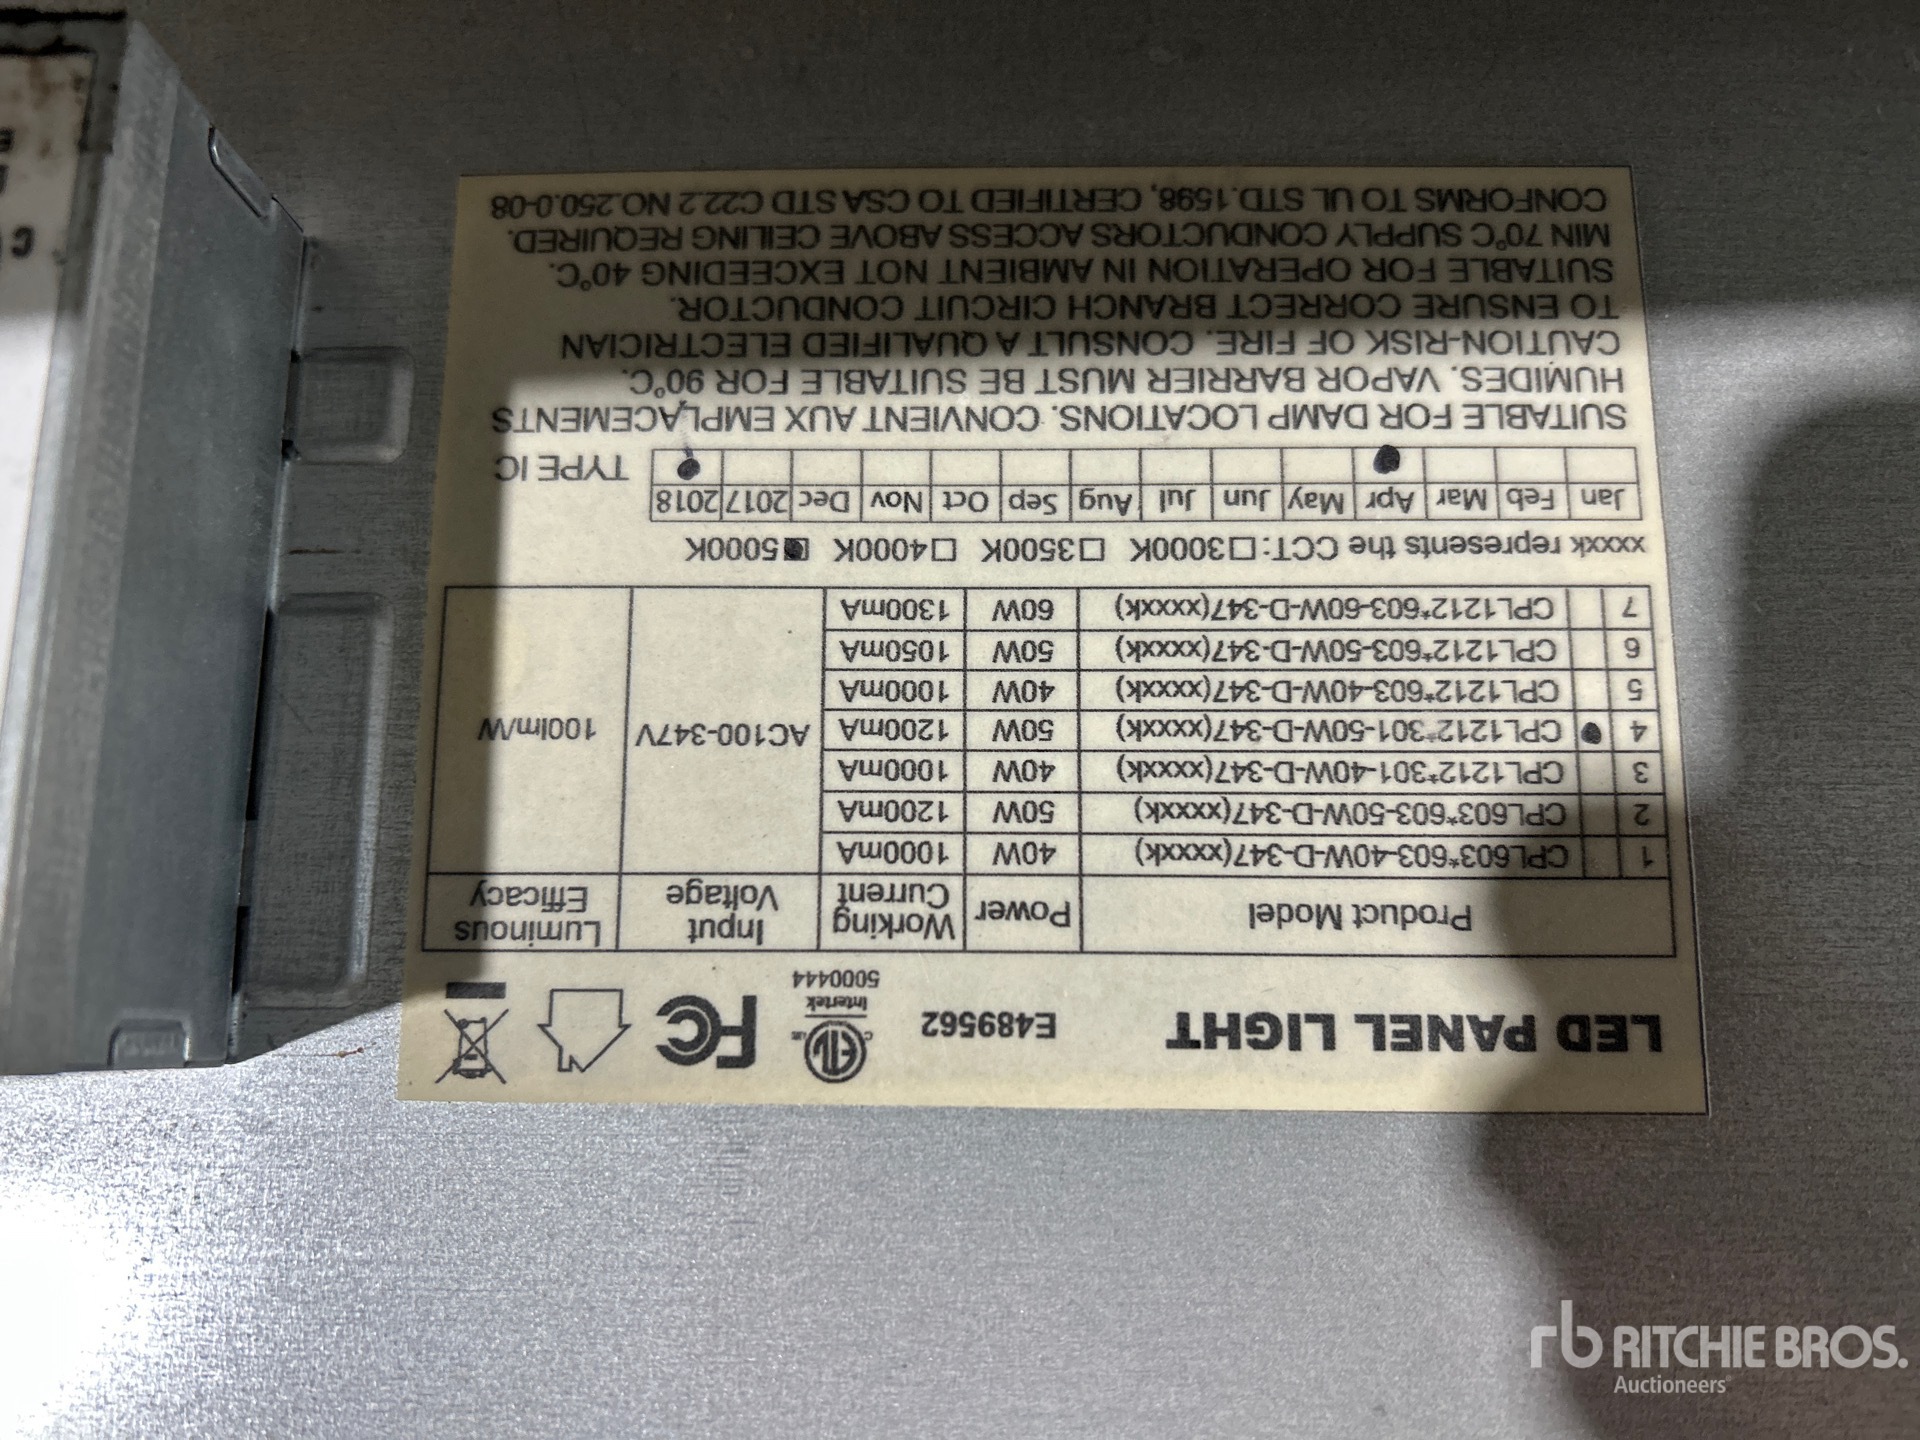 LED PANEL LIGHT E489562 Intertek 5000444 FC
Product Model Power Working Current Input Voltage Luminous Efficacy
1 CPL603*603-40W-D-347(xxxxk) 40W 1000mA
2 CPL603*603-50W-D-347(xxxxk) 50W 1200mA
3 CPL1212*301-40W-D-347(xxxxk) 40W 1000mA
4 CPL1212*301-50W-D-347(xxxxk) 50W 1200mA AC100-347V 100lm/W
5 CPL1212*603-40W-D-347(xxxxk) 40W 1000mA
6 CPL1212*603-50W-D-347(xxxxk) 50W 1050mA
7 CPL1212*603-60W-D-347(xxxxk) 60W 1300mA
xxxxk represents the CCT: □3000K □3500K □4000K ■5000K
Jan Feb Mar Apr May Jun Jul Aug Sep Oct Nov Dec 2017 2018
TYPE IC
SUITABLE FOR DAMP LOCATIONS. CONVIENT AUX EMPLACEMENTS
HUMIDES. VAPOR BARRIER MUST BE SUITABLE FOR 90°C.
CAUTION-RISK OF FIRE. CONSULT A QUALIFIED ELECTRICIAN
TO ENSURE CORRECT BRANCH CIRCUIT CONDUCTOR.
SUITABLE FOR OPERATION IN AMBIENT NOT EXCEEDING 40°C.
MIN 70°C SUPPLY CONDUCTORS ACCESS ABOVE CEILING REQUIRED.
CONFORMS TO UL STD.1598, CERTIFIED TO CSA STD C22.2 NO.250.0-08
rb RITCHIE BROS.
Auctioneers